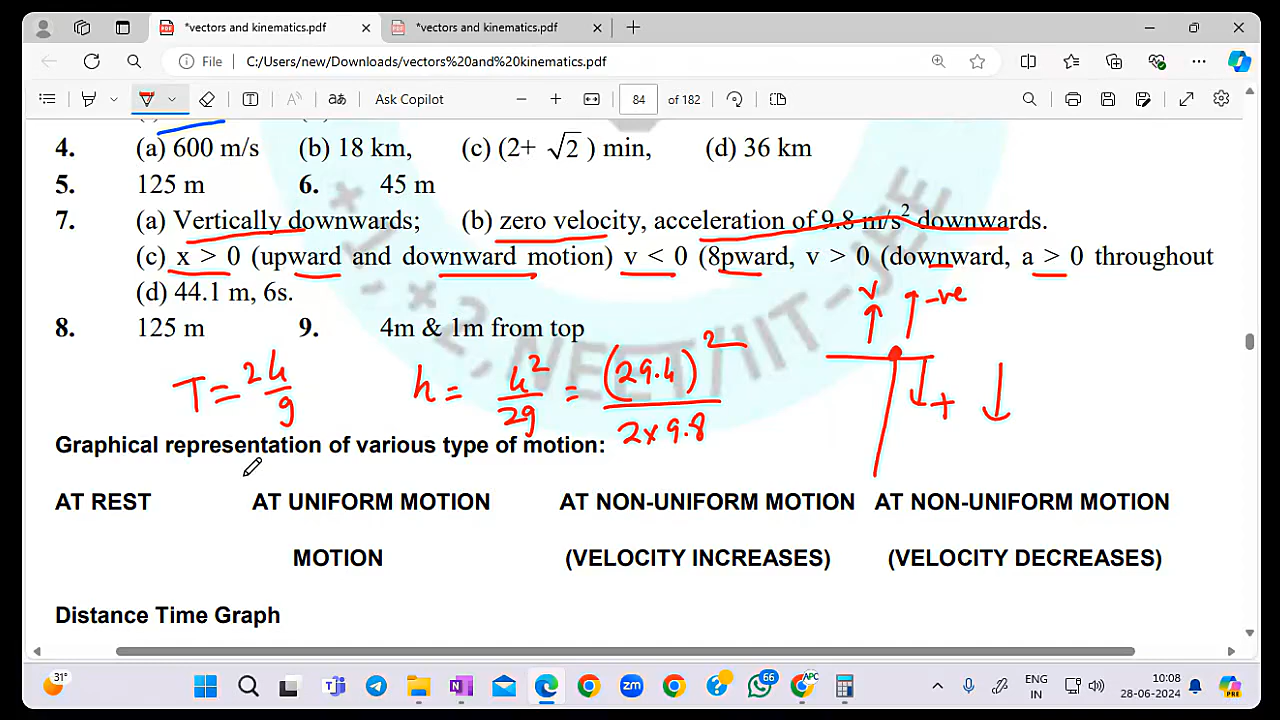 *vectors and kinematics.pdf *vectors and kinematics.pdf
File C:/Users/new/Downloads/vectors%20and%20kinematics.pdf
Ask Copilot 84 of 182
4. (a) 600 m/s (b) 18 km, (c) (2+ √2 ) min, (d) 36 km
5. 125 m 6. 45 m
7. (a) Vertically downwards; (b) zero velocity, acceleration of 9.8 m/s² downwards.
(c) x > 0 (upward and downward motion) v < 0 (8pward, v > 0 (downward, a > 0 throughout
(d) 44.1 m, 6s.
v -ve
8. 125 m 9. 4m & 1m from top
T = 2u/g h = u²/2g = (29.4)²/2x9.8 +
Graphical representation of various type of motion:
AT REST AT UNIFORM MOTION AT NON-UNIFORM MOTION AT NON-UNIFORM MOTION
MOTION (VELOCITY INCREASES) (VELOCITY DECREASES)
Distance Time Graph
31° 66 APC ENG IN 10:08 28-06-2024
zm PRE